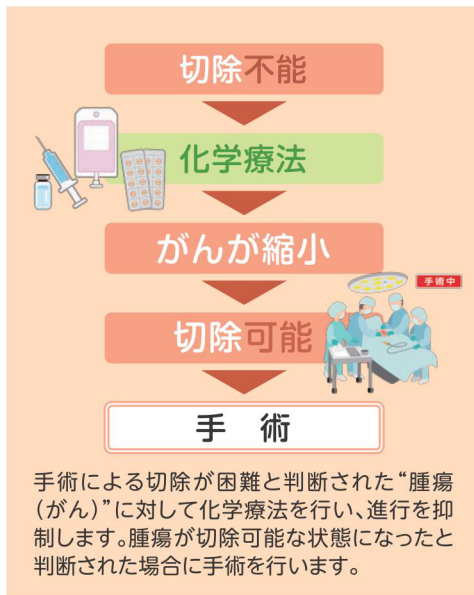 切除不能
化学療法
がんが縮小
手術中
切除可能
手 術
手術による切除が困難と判断された“腫瘍
(がん)”に対して化学療法を行い、進行を抑
制します。腫瘍が切除可能な状態になったと
判断された場合に手術を行います。